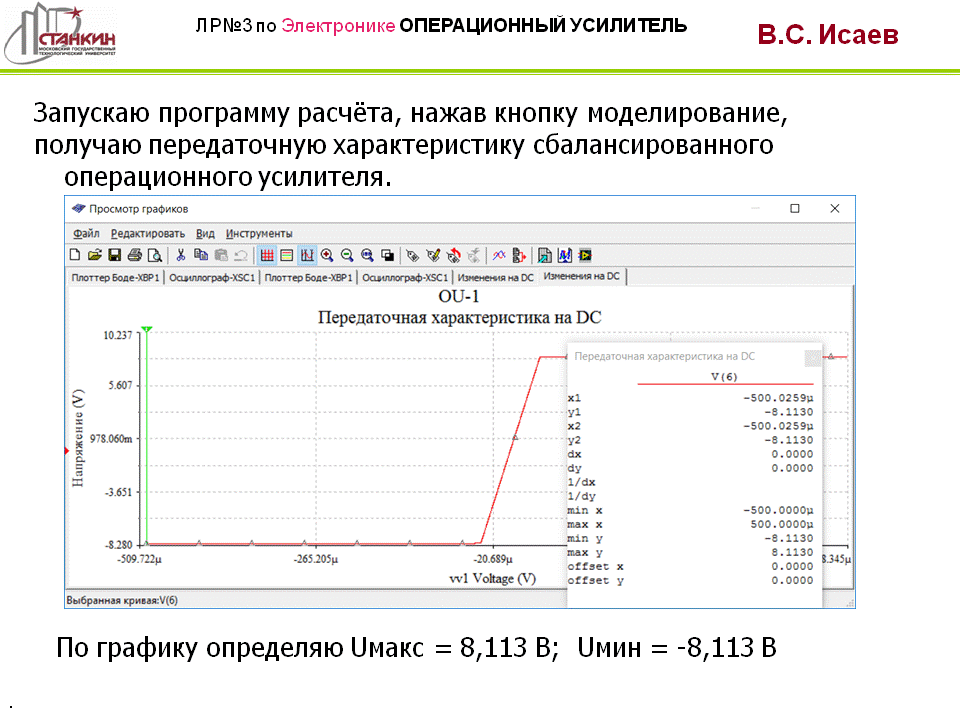 СТАНКИН
МОСКОВСКИЙ ГОСУДАРСТВЕННЫЙ
ТЕХНОЛОГИЧЕСКИЙ УНИВЕРСИТЕТ
ЛР№3 по Электронике ОПЕРАЦИОННЫЙ УСИЛИТЕЛЬ
В.С. Исаев
Запускаю программу расчёта, нажав кнопку моделирование,
получаю передаточную характеристику сбалансированного
операционного усилителя.
Просмотр графиков
Файл Редактировать Вид Инструменты
Плоттер Боде-XBP1 Осциллограф-XSC1 Плоттер Боде-XBP1 Осциллограф-XSC1 Изменения на DC Изменения на DC
OU-1
Передаточная характеристика на DC
Напряжение (V)
10.237
5.607
978.060m
-3.651
-8.280
-509.722µ -265.205µ -20.689µ 8.345µ
vv1 Voltage (V)
Передаточная характеристика на DC
V(6)
x1 -500.0259µ
y1 -8.1130
x2 -500.0259µ
y2 -8.1130
dx 0.0000
dy 0.0000
1/dx
1/dy
min x -500.0000µ
max x 500.0000µ
min y -8.1130
max y 8.1130
offset x 0.0000
offset y 0.0000
Выбранная кривая:V(6)
По графику определяю Uмакс = 8,113 В; Uмин = -8,113 В
.